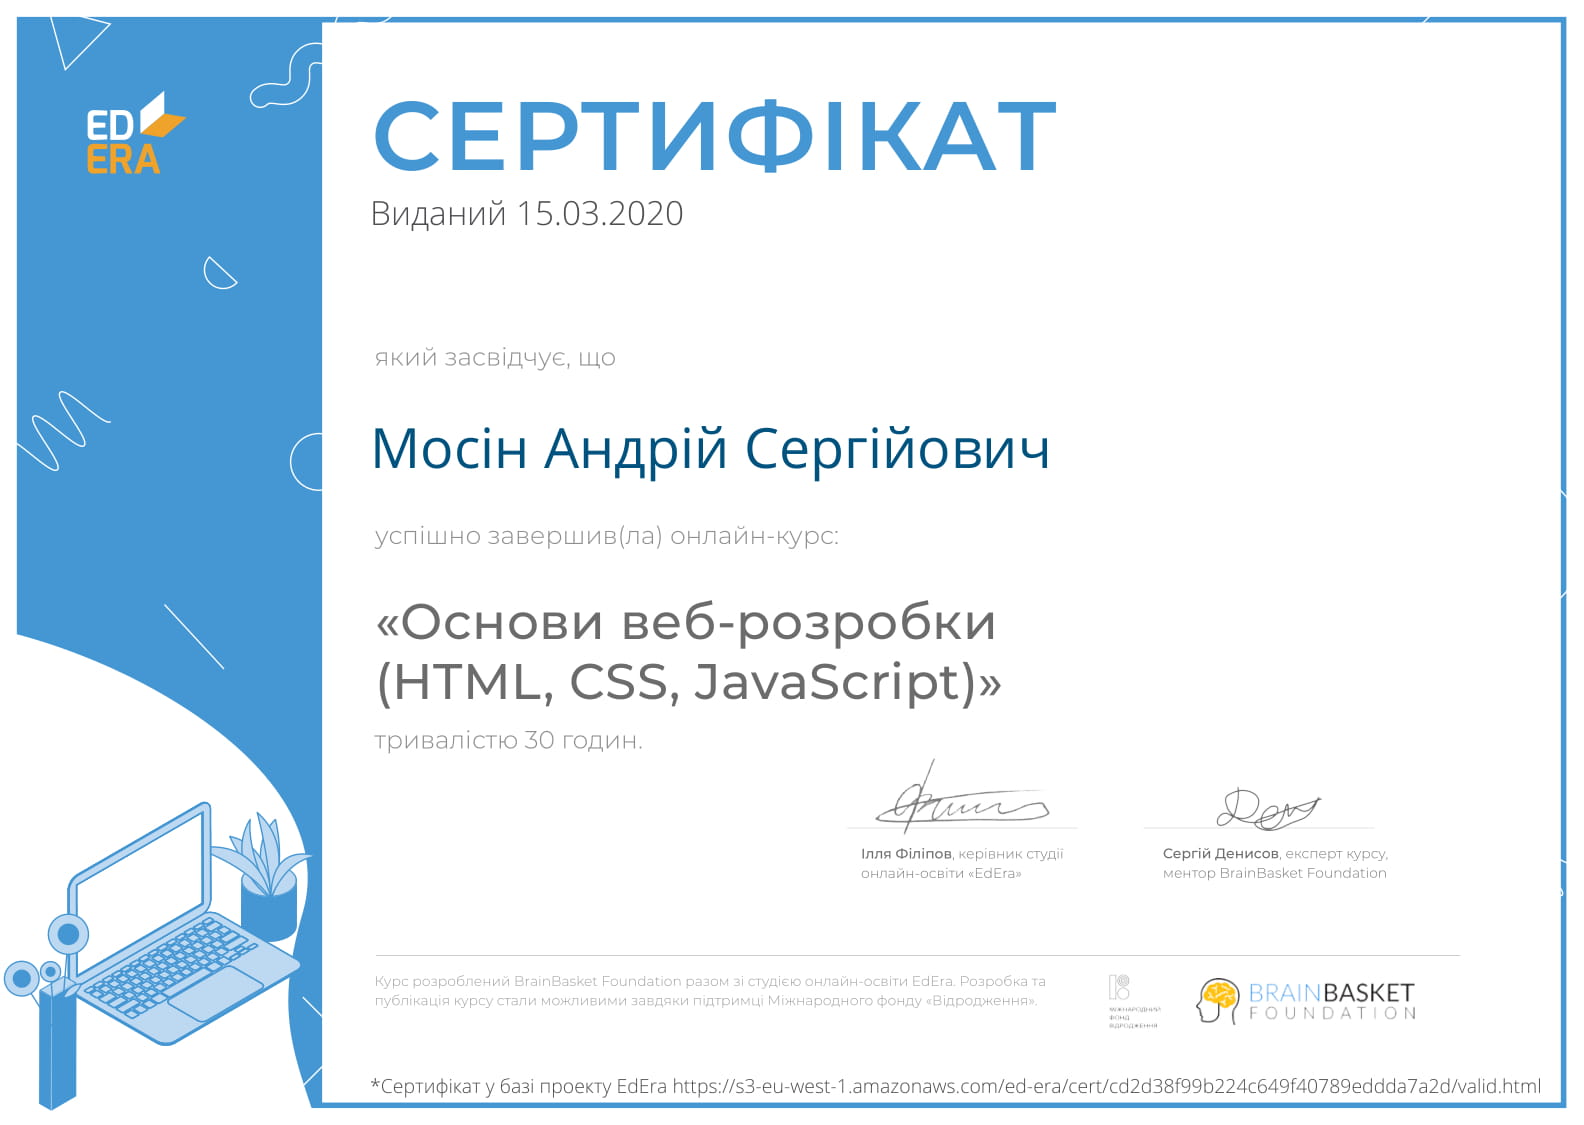 ED
ERA
СЕРТИФІКАТ
Виданий 15.03.2020
який засвідчує, що
Мосін Андрій Сергійович
успішно завершив(ла) онлайн-курс:
«Основи веб-розробки
(HTML, CSS, JavaScript)»
тривалістю 30 годин.
Ілля Філіпов, керівник студії
онлайн-освіти «EdEra»
Сергій Денисов, експерт курсу,
ментор BrainBasket Foundation
Курс розроблений BrainBasket Foundation разом зі студією онлайн-освіти EdEra. Розробка та
публікація курсу стали можливими завдяки підтримці Міжнародного фонду «Відродження».
МІЖНАРОДНИЙ
ФОНД
ВІДРОДЖЕННЯ
BRAINBASKET
FOUNDATION
*Сертифікат у базі проекту EdEra https://s3-eu-west-1.amazonaws.com/ed-era/cert/cd2d38f99b224c649f40789eddda7a2d/valid.html